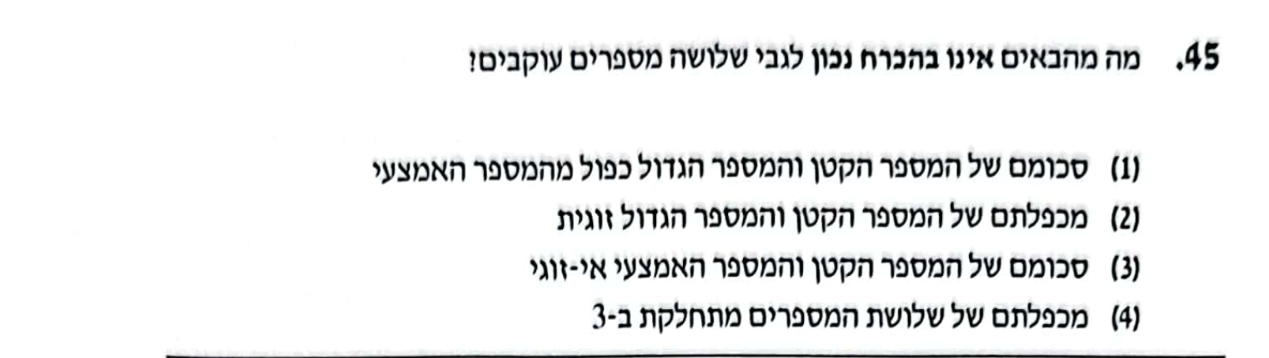 45. מה מהבאים אינו בהכרח נכון לגבי שלושה מספרים עוקבים?
(1) סכומם של המספר הקטן והמספר הגדול כפול מהמספר האמצעי
(2) מכפלתם של המספר הקטן והמספר הגדול זוגית
(3) סכומם של המספר הקטן והמספר האמצעי אי-זוגי
(4) מכפלתם של שלושת המספרים מתחלקת ב-3